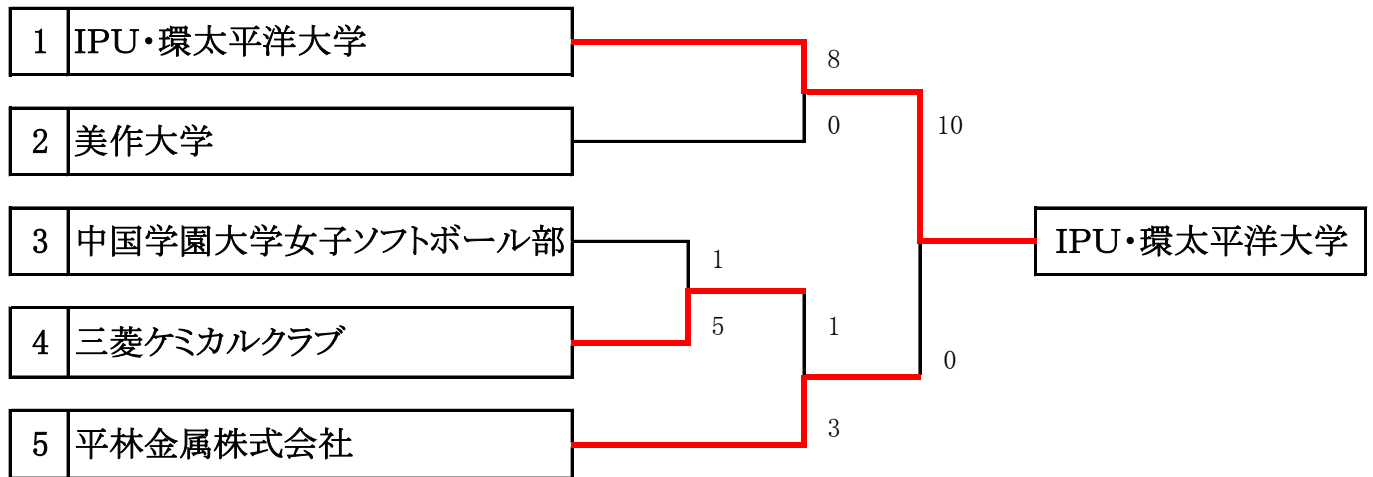 1 IPU・環太平洋大学
8
2 美作大学
0
10
3 中国学園大学女子ソフトボール部
IPU・環太平洋大学
1
4 三菱ケミカルクラブ
5
1
0
5 平林金属株式会社
3